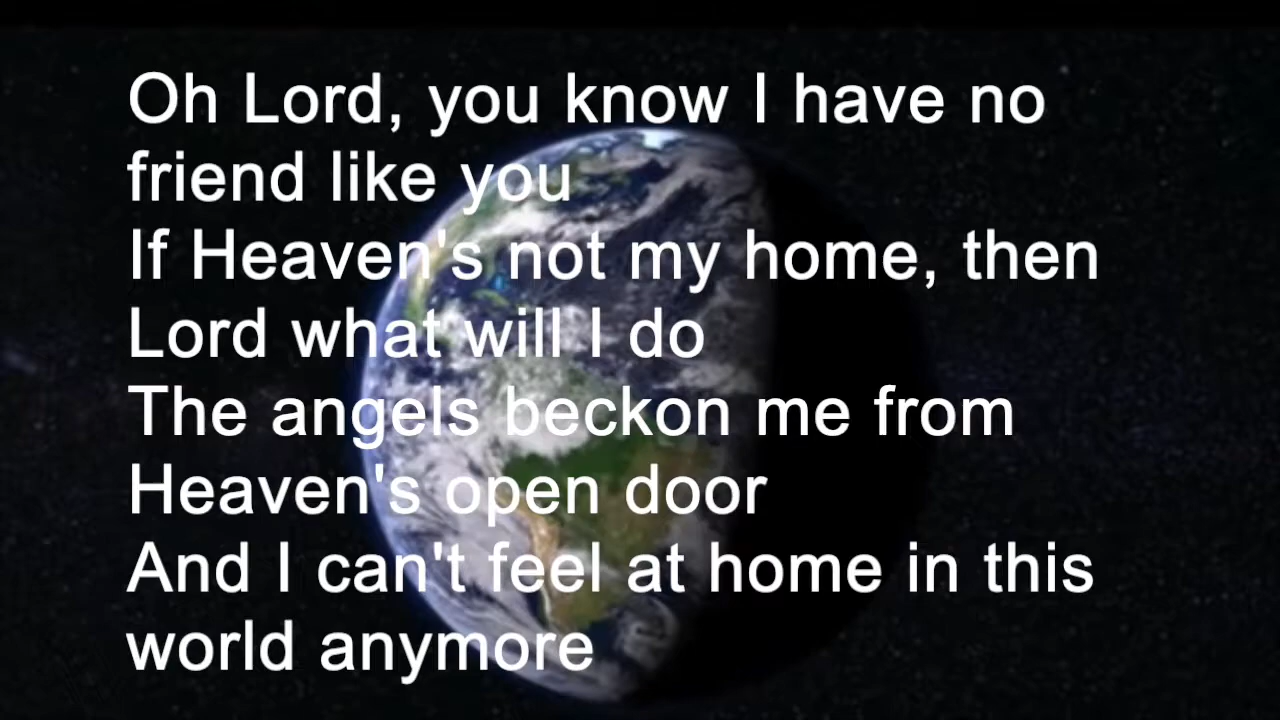 Oh Lord, you know I have no
friend like you
If Heaven's not my home, then
Lord what will I do
The angels beckon me from
Heaven's open door
And I can't feel at home in this
world anymore